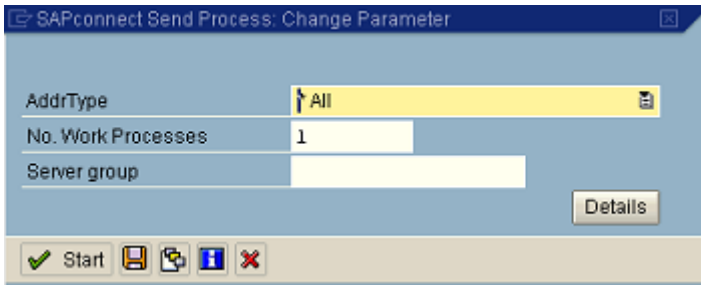 SAPconnect Send Process: Change Parameter
AddrType
* All
No. Work Processes
1
Server group
Details
Start